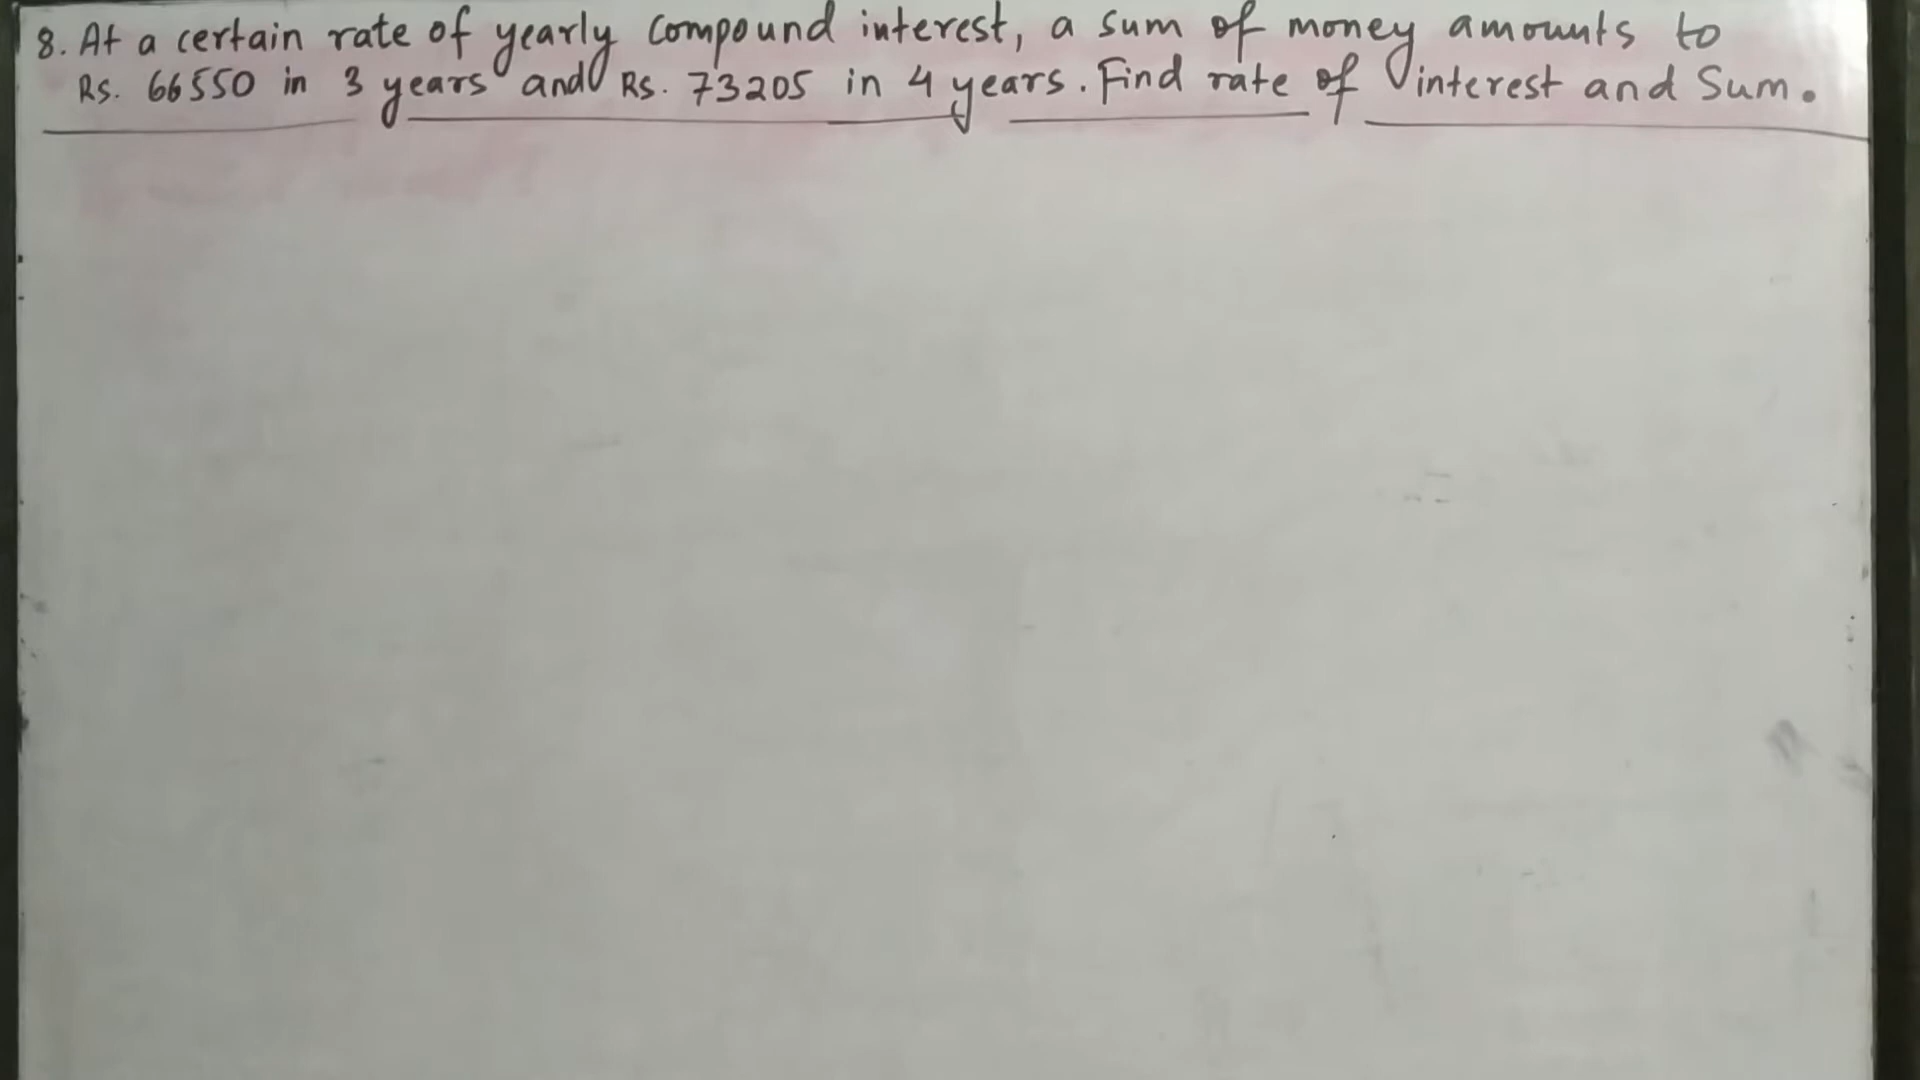 8. At a certain rate of yearly compound interest, a sum of money amounts to
Rs. 66550 in 3 years and Rs. 73205 in 4 years. Find rate of interest and Sum.